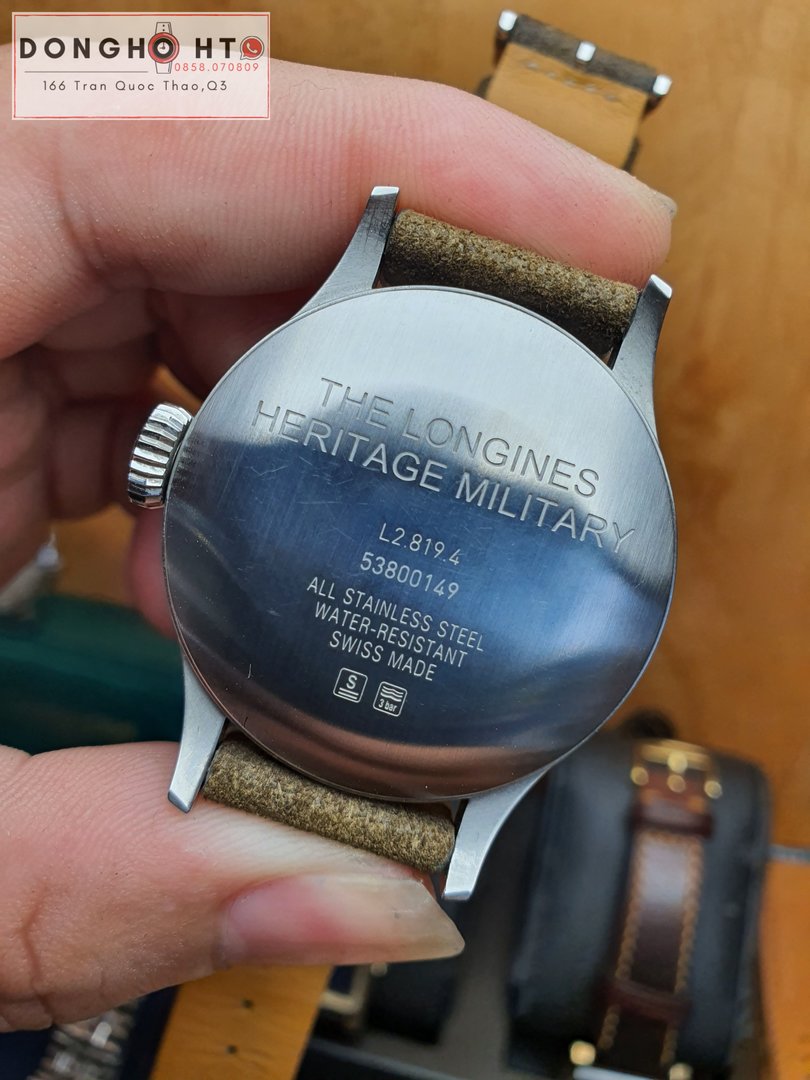 DONGHO HT
0858.070809
166 Tran Quoc Thao,Q3
THE LONGINES
HERITAGE MILITARY
L2.819.4
53800149
ALL STAINLESS STEEL
WATER-RESISTANT
SWISS MADE
S
3 bar